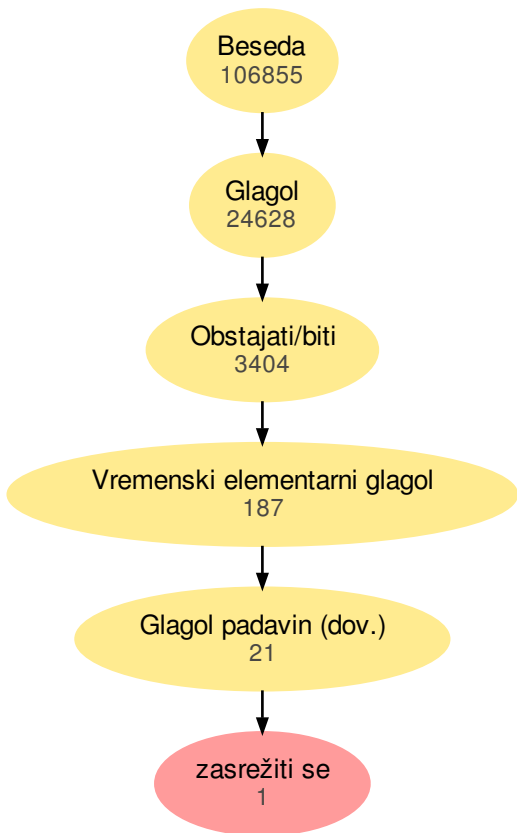 Beseda
106855
Glagol
24628
Obstajati/biti
3404
Vremenski elementarni glagol
187
Glagol padavin (dov.)
21
zasrežiti se
1